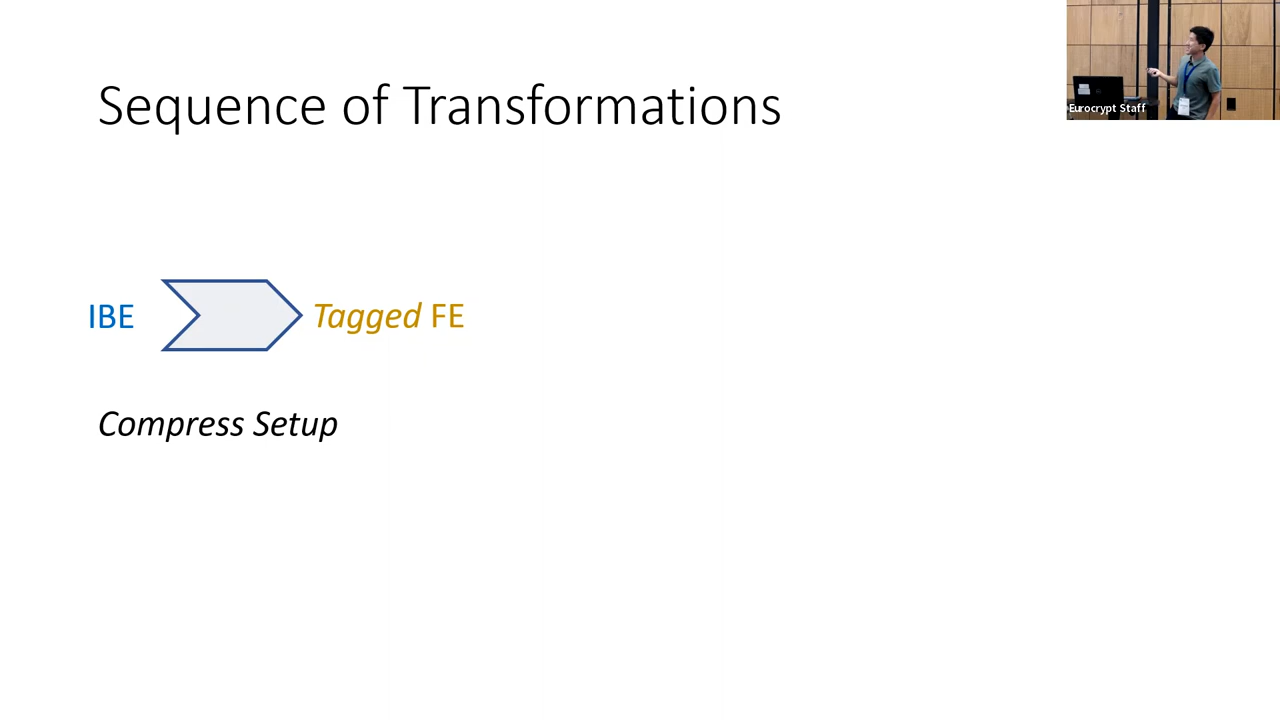 Sequence of Transformations
Eurocrypt Staff
IBE
Tagged FE
Compress Setup